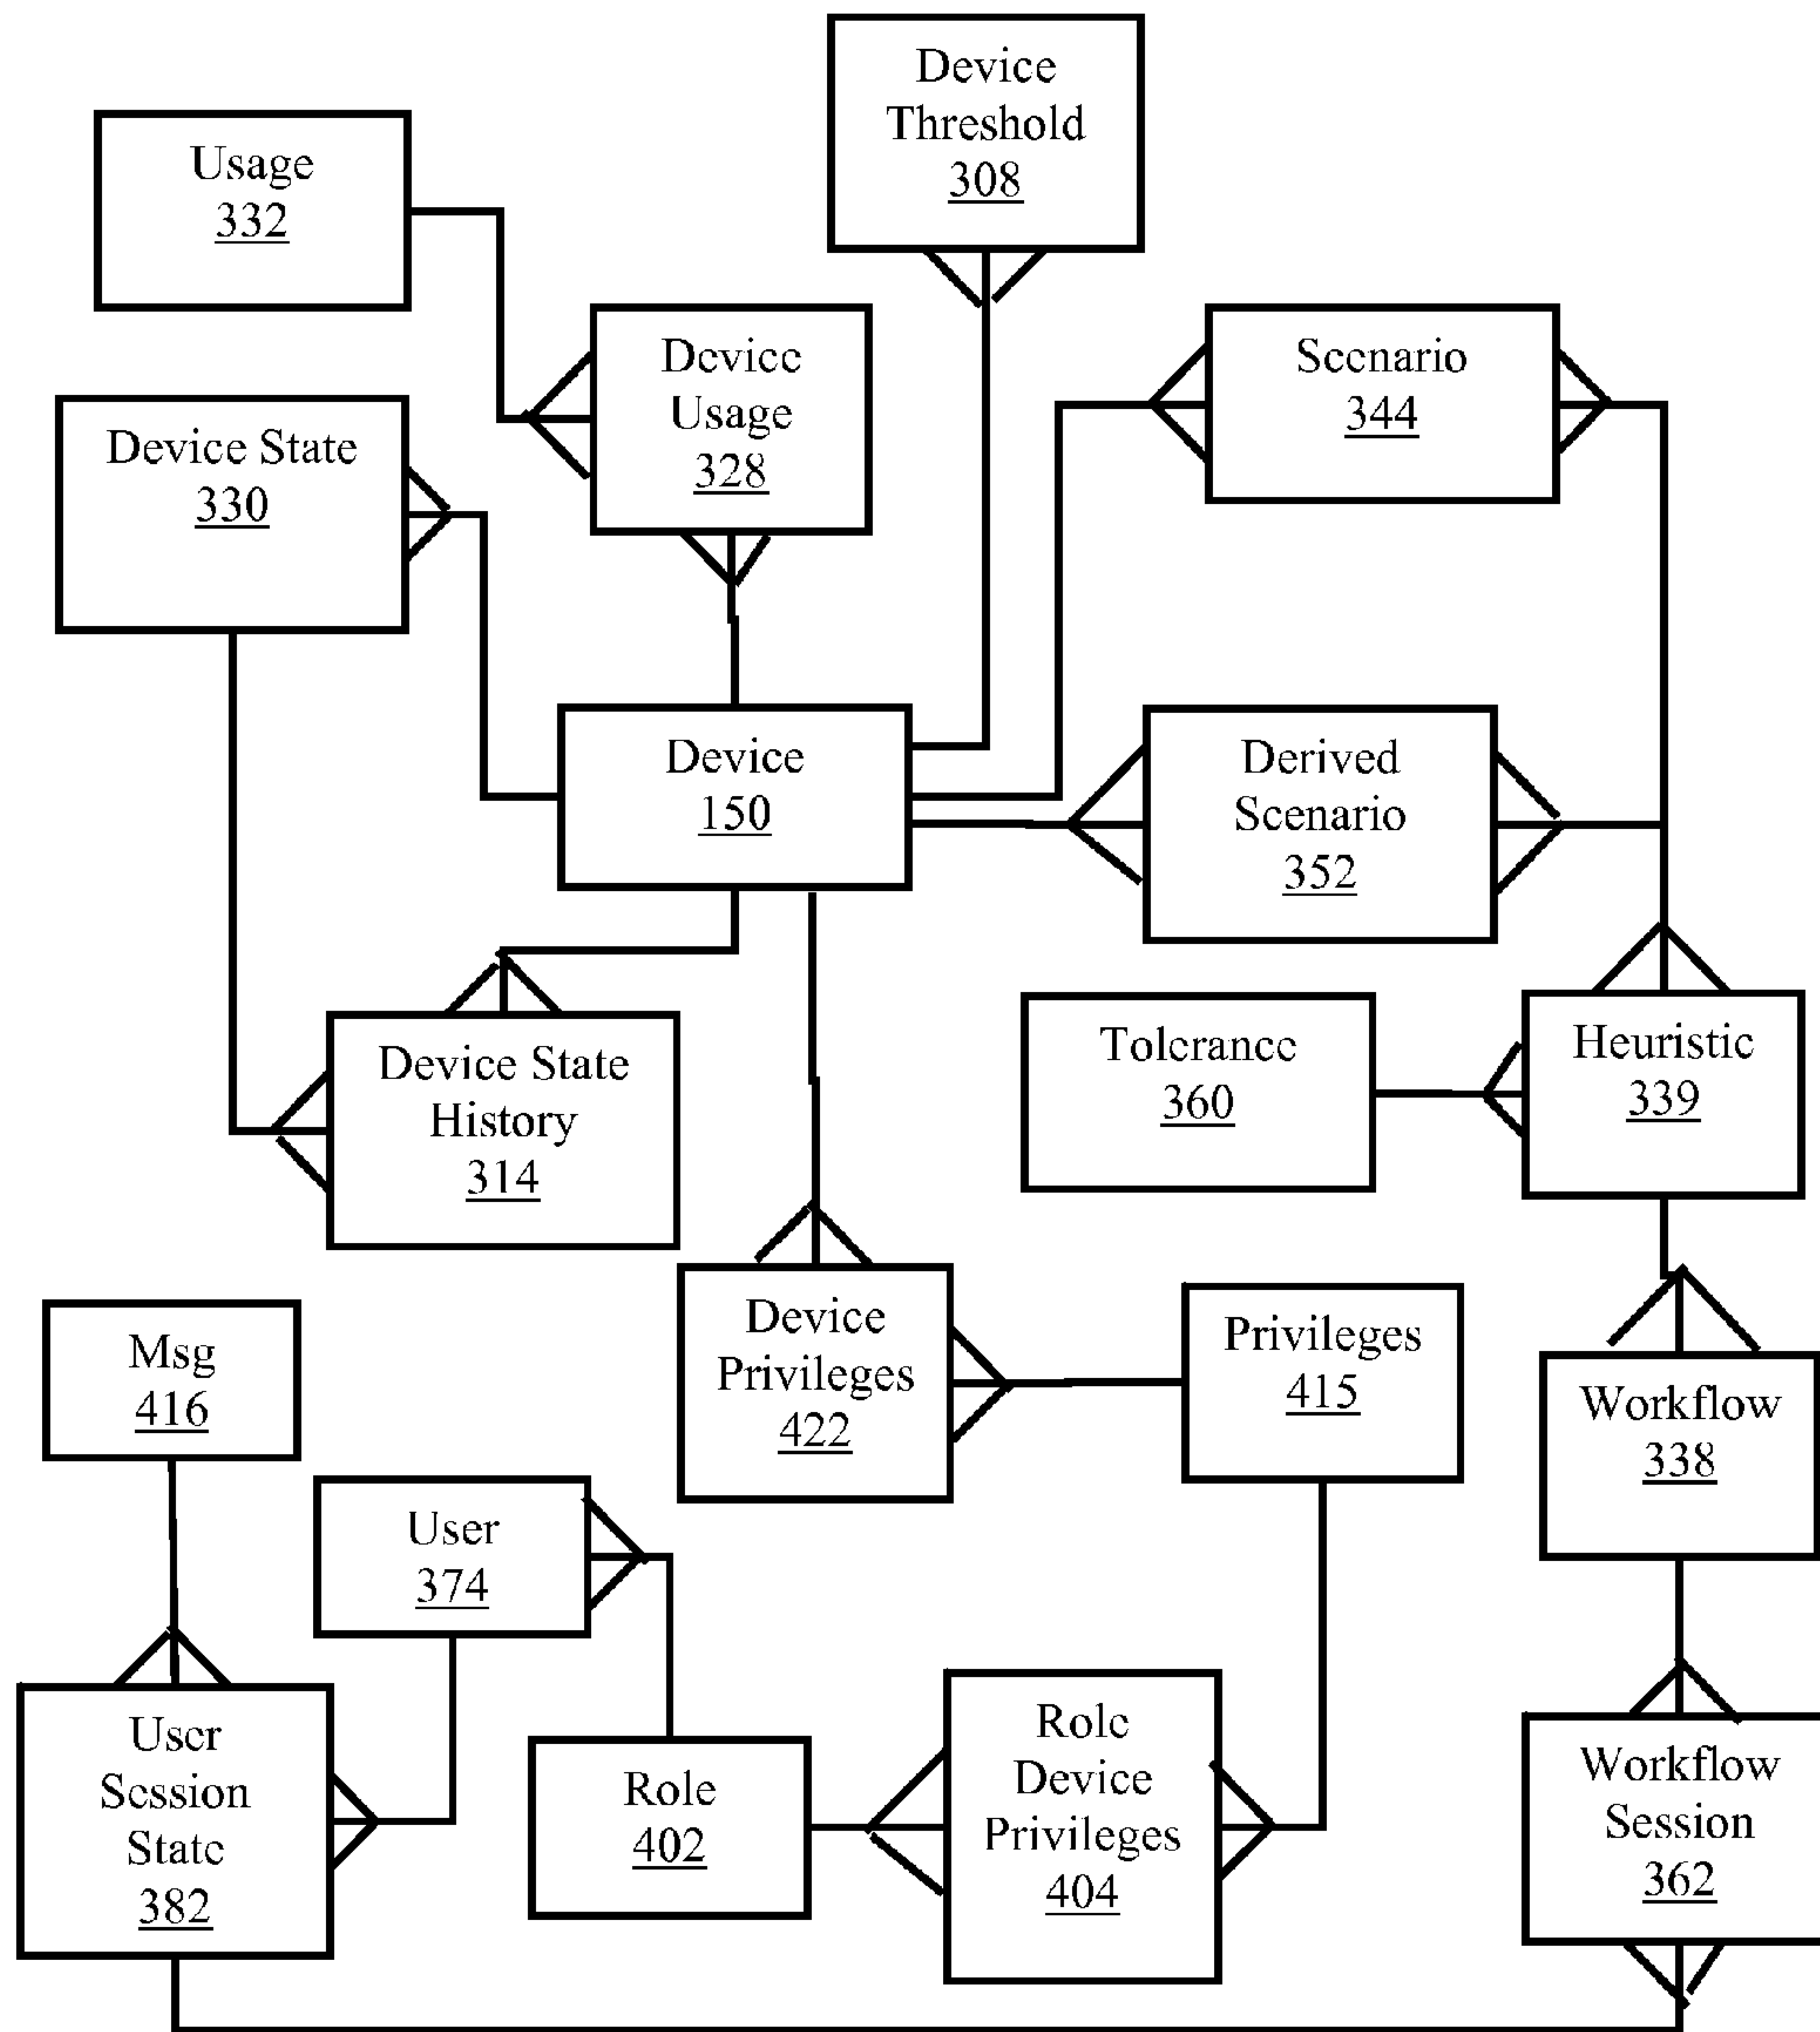 Device
Threshold
308
Usage
332
Device
Usage
328
Scenario
344
Device State
330
Device
150
Derived
Scenario
352
Tolerance
360
Heuristic
339
Device State
History
314
Device
Privileges
422
Privileges
415
Msg
416
Workflow
338
User
374
User
Session
State
382
Role
402
Role
Device
Privileges
404
Workflow
Session
362